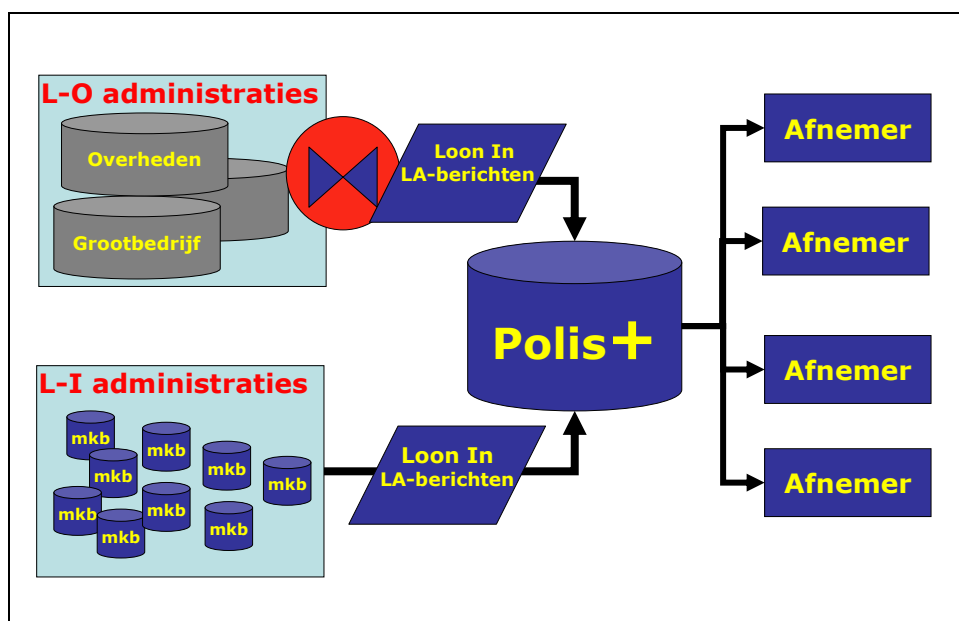 L-O administraties
Overheden
Grootbedrijf
Loon In
LA-berichten
Polis+
L-I administraties
mkb
mkb
mkb
mkb
mkb
mkb
mkb
mkb
mkb
Loon In
LA-berichten
Afnemer
Afnemer
Afnemer
Afnemer